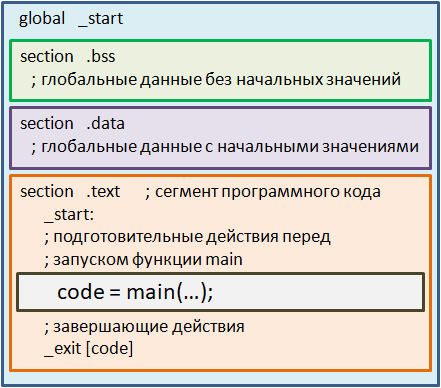 global _start
section .bss
; глобальные данные без начальных значений
section .data
; глобальные данные с начальными значениями
section .text ; сегмент программного кода
_start:
; подготовительные действия перед
; запуском функции main
code = main(...);
; завершающие действия
_exit [code]